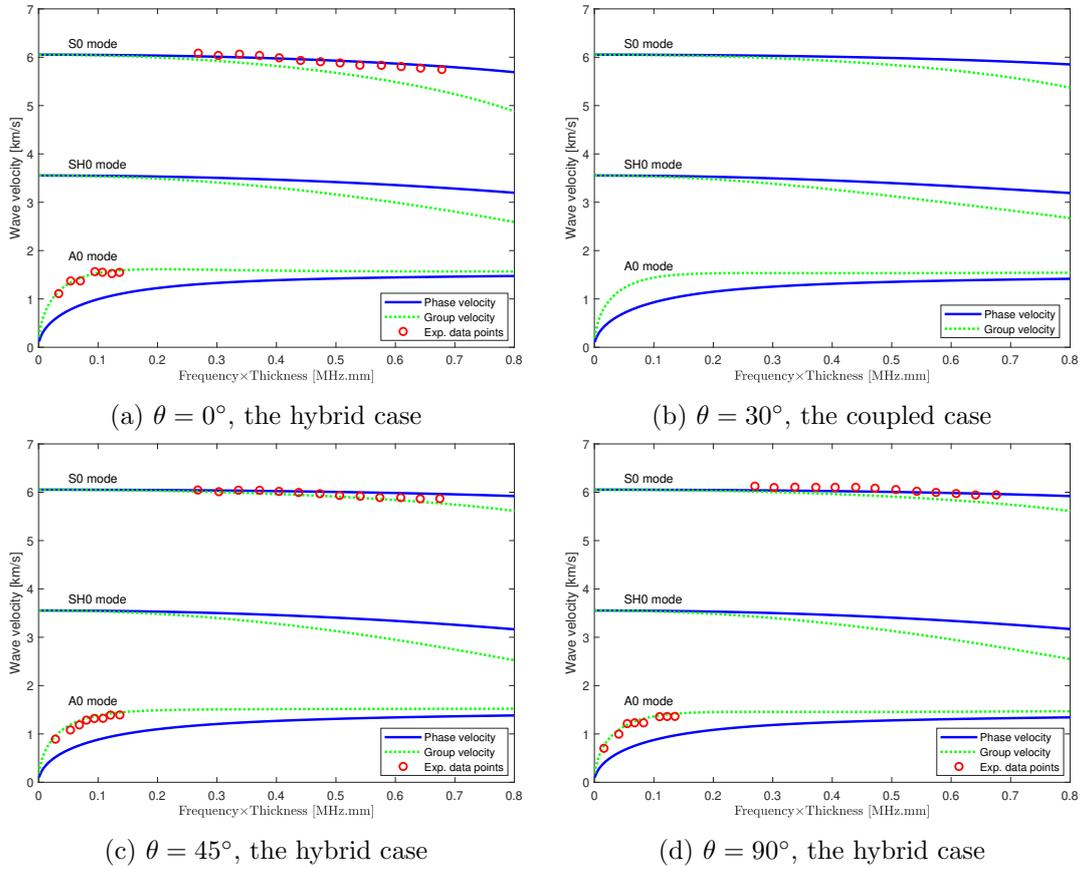 7
6
5
4
3
2
1
0
Wave velocity [km/s]
S0 mode
SH0 mode
A0 mode
Phase velocity
Group velocity
Exp. data points
0 0.1 0.2 0.3 0.4 0.5 0.6 0.7 0.8
Frequency×Thickness [MHz.mm]
(a) θ = 0°, the hybrid case
7
6
5
4
3
2
1
0
Wave velocity [km/s]
S0 mode
SH0 mode
A0 mode
Phase velocity
Group velocity
0 0.1 0.2 0.3 0.4 0.5 0.6 0.7 0.8
Frequency×Thickness [MHz.mm]
(b) θ = 30°, the coupled case
7
6
5
4
3
2
1
0
Wave velocity [km/s]
S0 mode
SH0 mode
A0 mode
Phase velocity
Group velocity
Exp. data points
0 0.1 0.2 0.3 0.4 0.5 0.6 0.7 0.8
Frequency×Thickness [MHz.mm]
(c) θ = 45°, the hybrid case
7
6
5
4
3
2
1
0
Wave velocity [km/s]
S0 mode
SH0 mode
A0 mode
Phase velocity
Group velocity
Exp. data points
0 0.1 0.2 0.3 0.4 0.5 0.6 0.7 0.8
Frequency×Thickness [MHz.mm]
(d) θ = 90°, the hybrid case